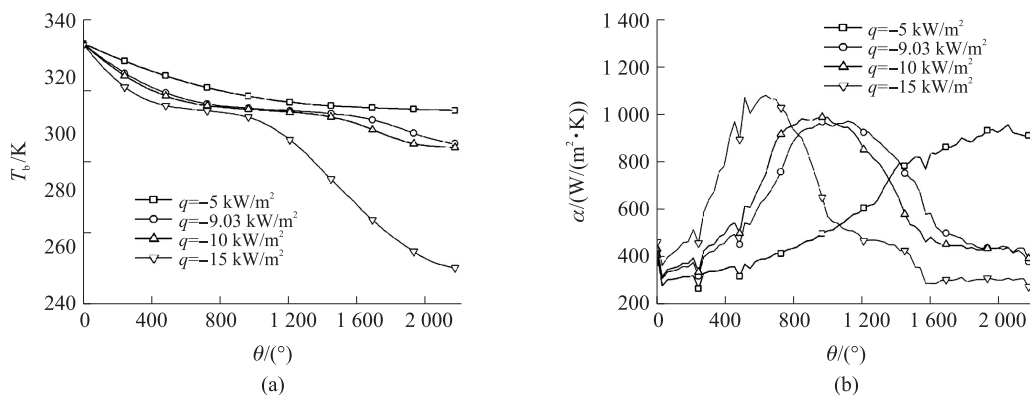 340
320
300
290
280
260
240
T_b/K
q=−5 kW/m²
q=−9.03 kW/m²
q=−10 kW/m²
q=−15 kW/m²
0 400 800 1 200 1 600 2 000
θ/(°)
(a)
1 400
1 200
1 100
1 000
800
600
400
200
α/(W/(m²·K))
q=−5 kW/m²
q=−9.03 kW/m²
q=−10 kW/m²
q=−15 kW/m²
0 400 800 1 200 1 600 2 000
θ/(°)
(b)